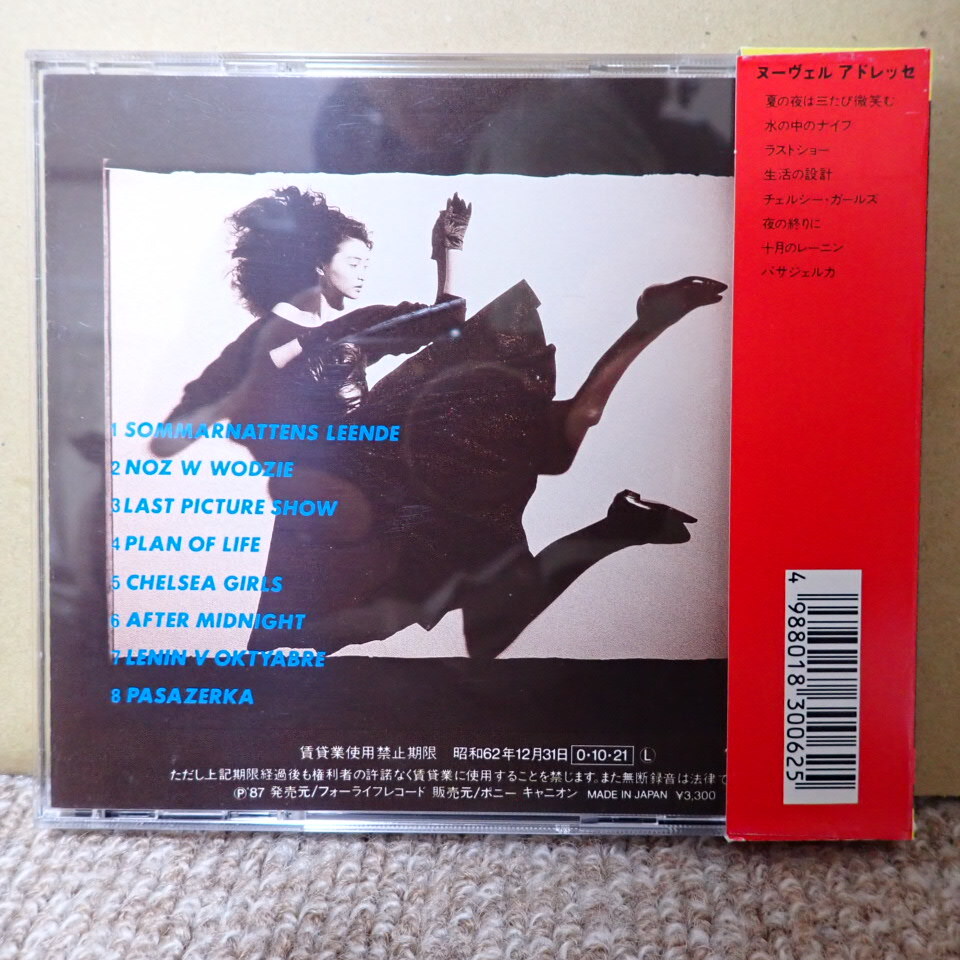 1 SOMMARNATTENS LEENDE
2 NOZ W WODZIE
3 LAST PICTURE SHOW
4 PLAN OF LIFE
5 CHELSEA GIRLS
6 AFTER MIDNIGHT
7 LENIN V OKTYABRE
8 PASAZERKA
賃貸業使用禁止期限 昭和62年12月31日 0・10・21 Ⓛ
ただし上記期限経過後も権利者の許諾なく賃貸業に使用することを禁じます。また無断録音は法律で
Ⓟ'87 発売元/フォーライフレコード 販売元/ポニー キャニオン MADE IN JAPAN ¥3,300
ヌーヴェル アドレッセ
夏の夜は三たび微笑む
水の中のナイフ
ラストショー
生活の設計
チェルシー・ガールズ
夜の終りに
十月のレーニン
パサジェルカ
4 988018 300625